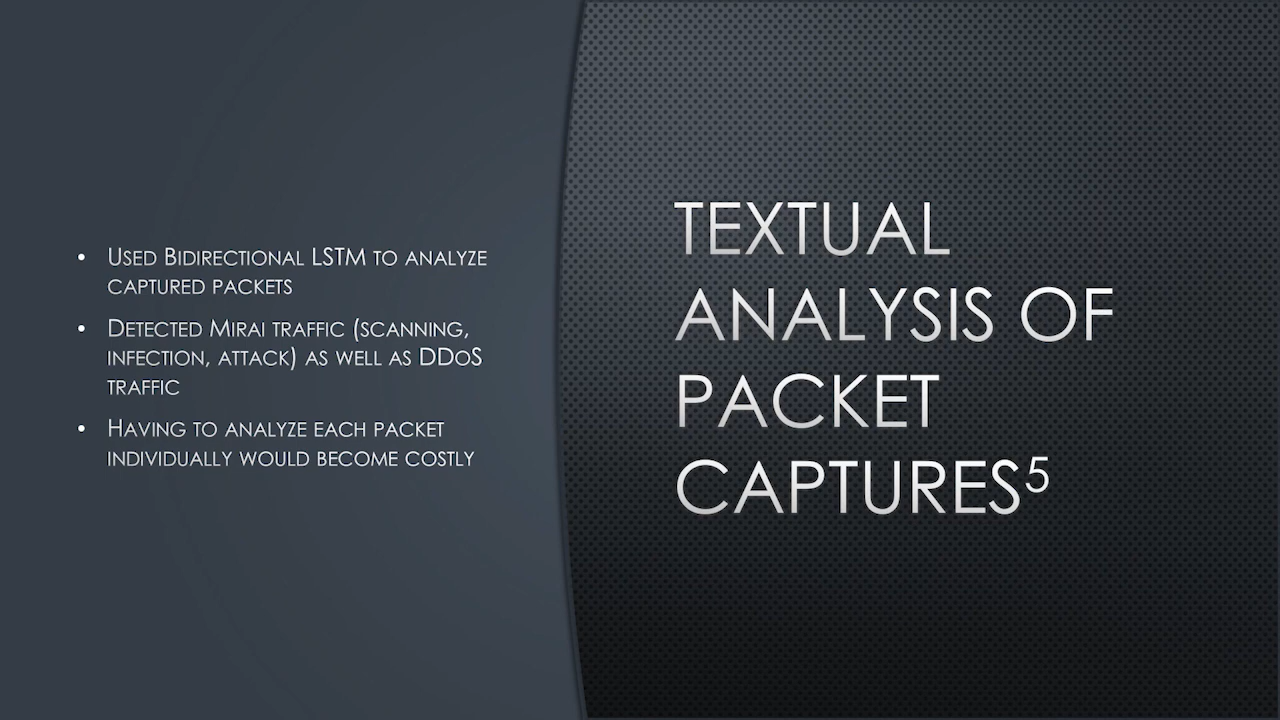 • Used Bidirectional LSTM to analyze
captured packets
• Detected Mirai traffic (scanning,
infection, attack) as well as DDoS
traffic
• Having to analyze each packet
individually would become costly
TEXTUAL
ANALYSIS OF
PACKET
CAPTURES⁵